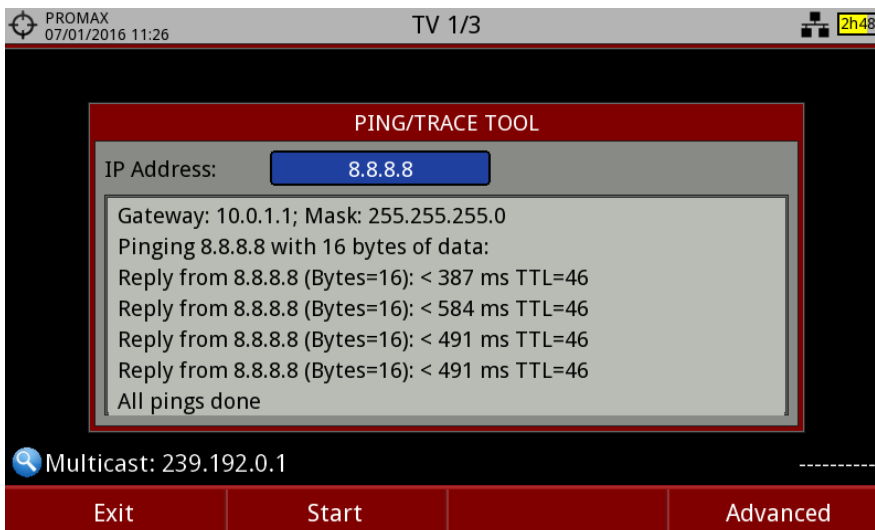 PROMAX
07/01/2016 11:26
TV 1/3
2h48
PING/TRACE TOOL
IP Address: 8.8.8.8
Gateway: 10.0.1.1; Mask: 255.255.255.0
Pinging 8.8.8.8 with 16 bytes of data:
Reply from 8.8.8.8 (Bytes=16): < 387 ms TTL=46
Reply from 8.8.8.8 (Bytes=16): < 584 ms TTL=46
Reply from 8.8.8.8 (Bytes=16): < 491 ms TTL=46
Reply from 8.8.8.8 (Bytes=16): < 491 ms TTL=46
All pings done
Multicast: 239.192.0.1 ----------
Exit Start Advanced